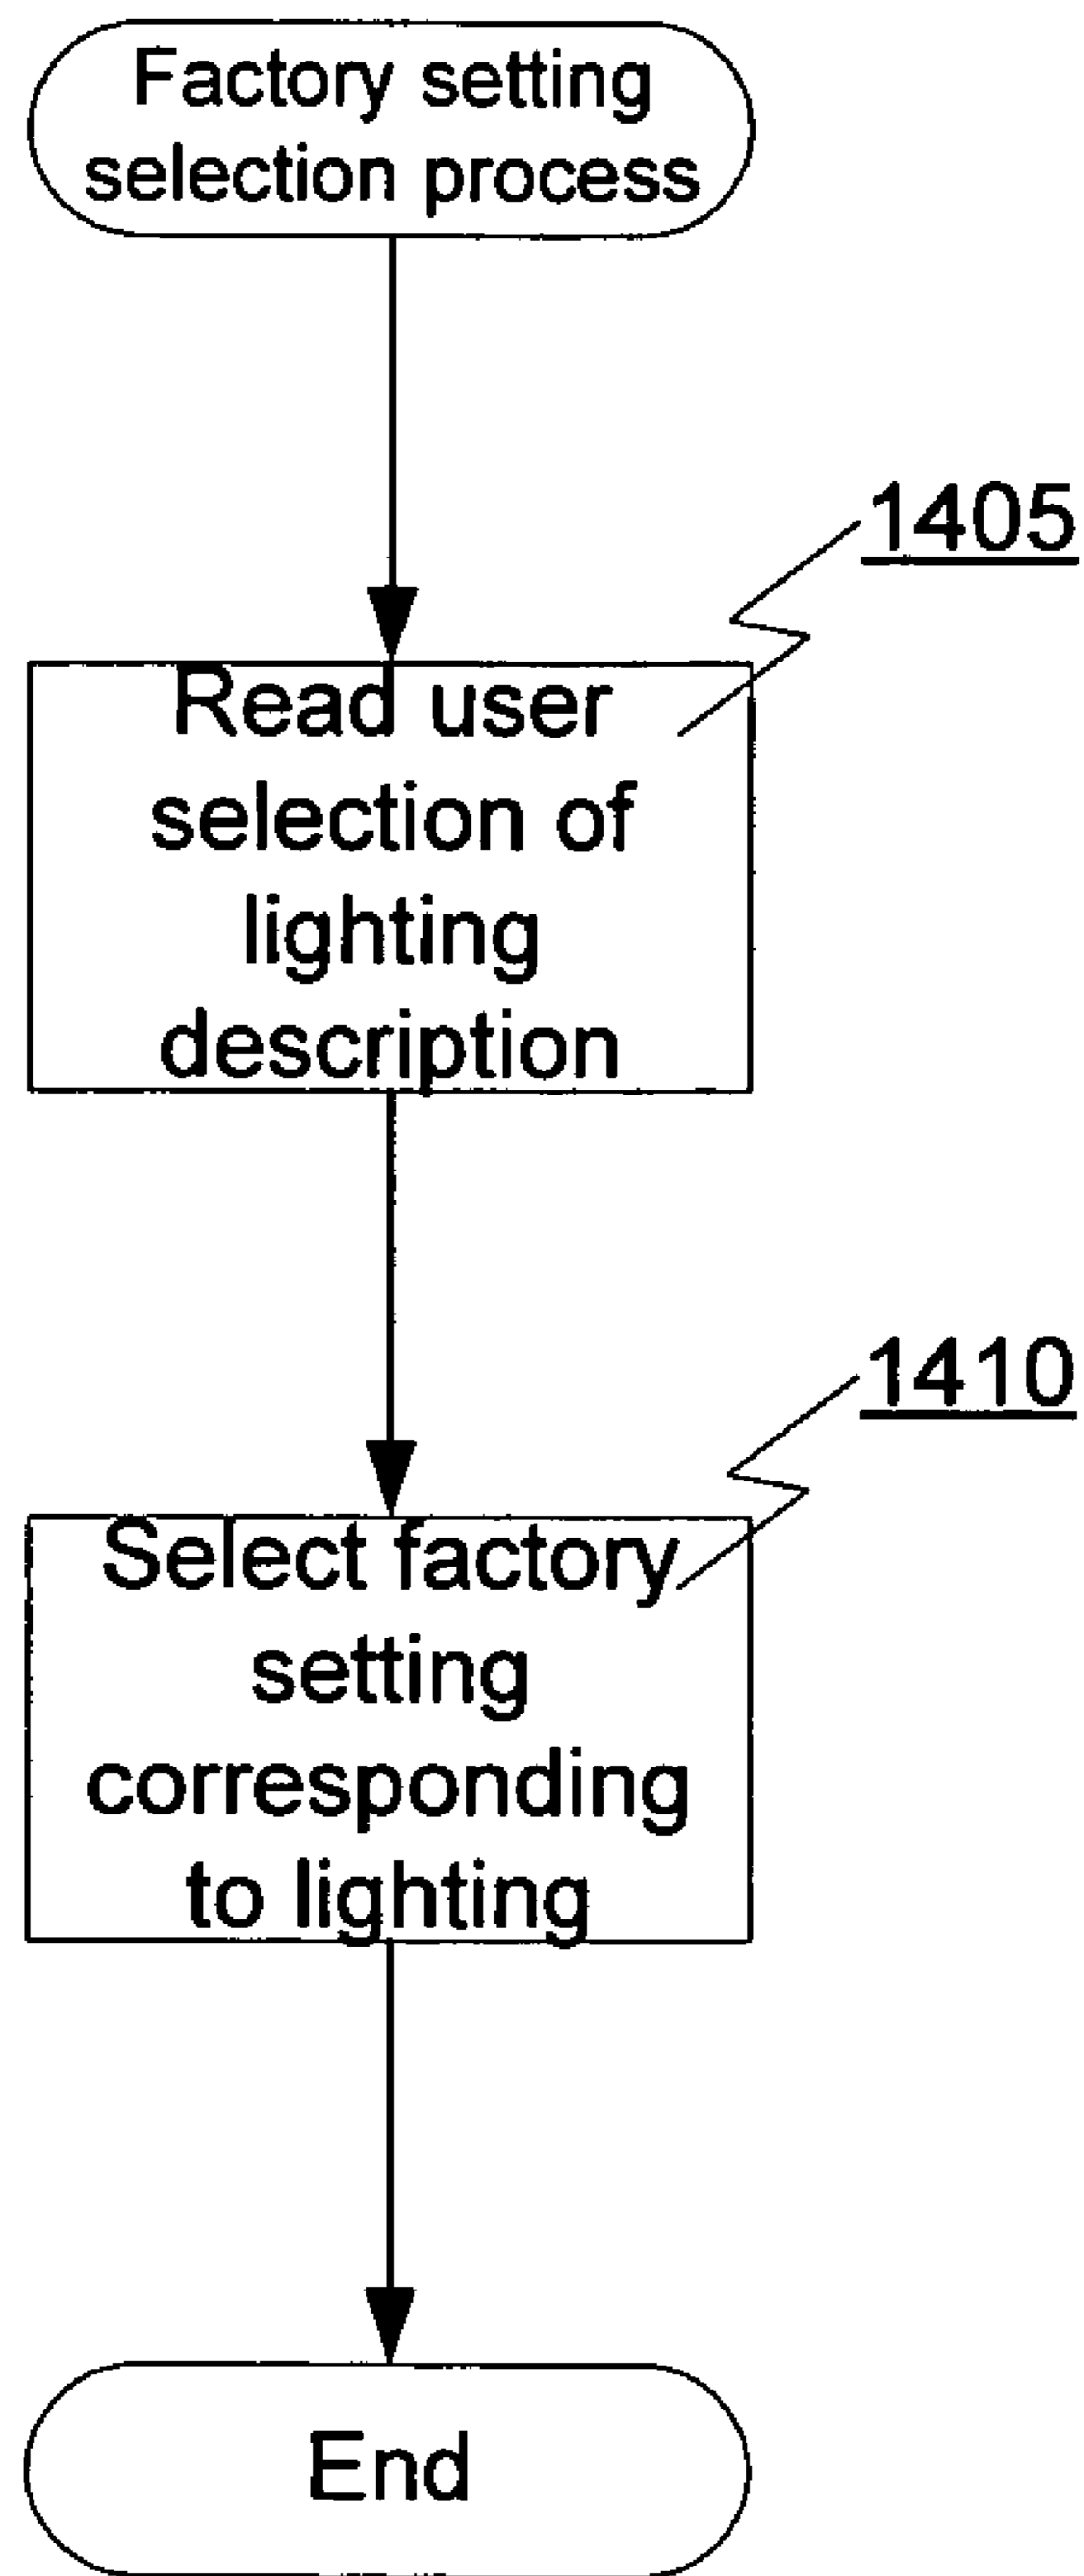 Factory setting
selection process
1405
Read user
selection of
lighting
description
1410
Select factory
setting
corresponding
to lighting
End